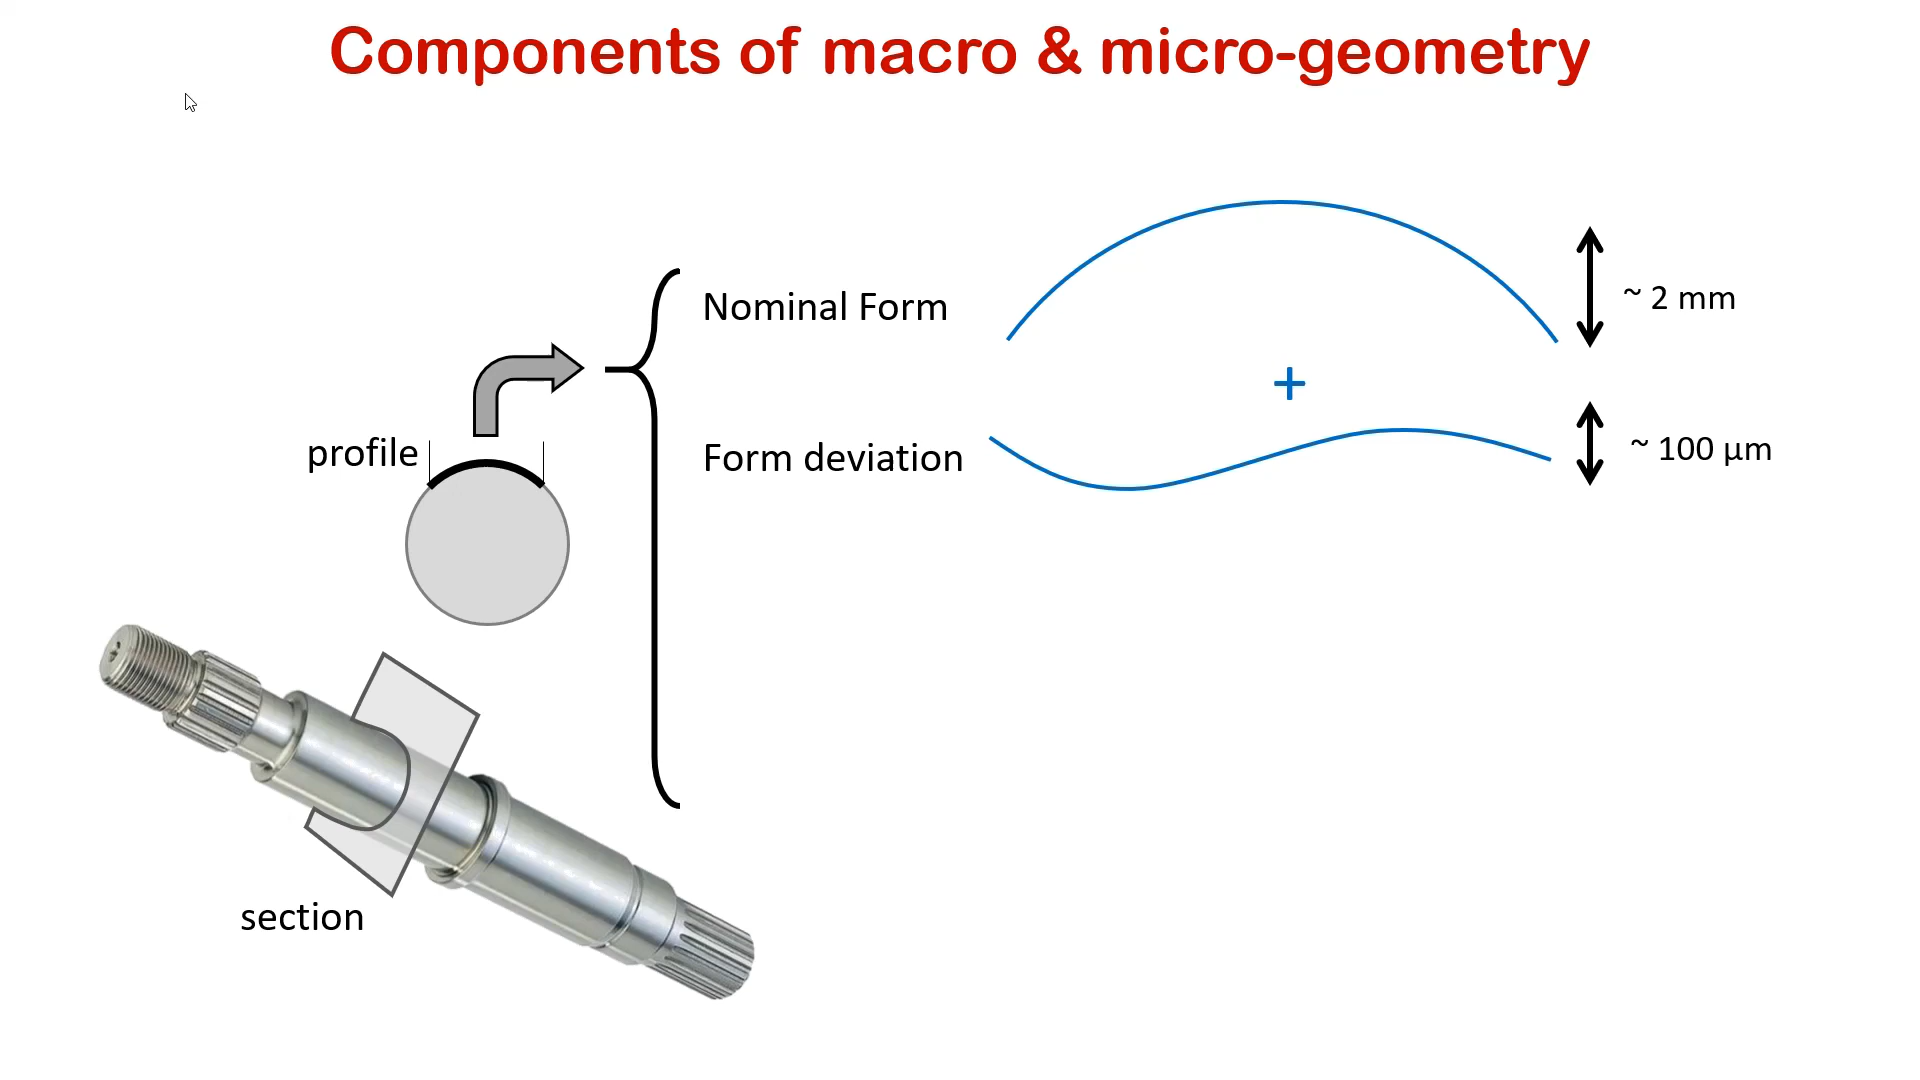 Components of macro & micro-geometry
Nominal Form
~ 2 mm
+
profile
Form deviation
~ 100 µm
section